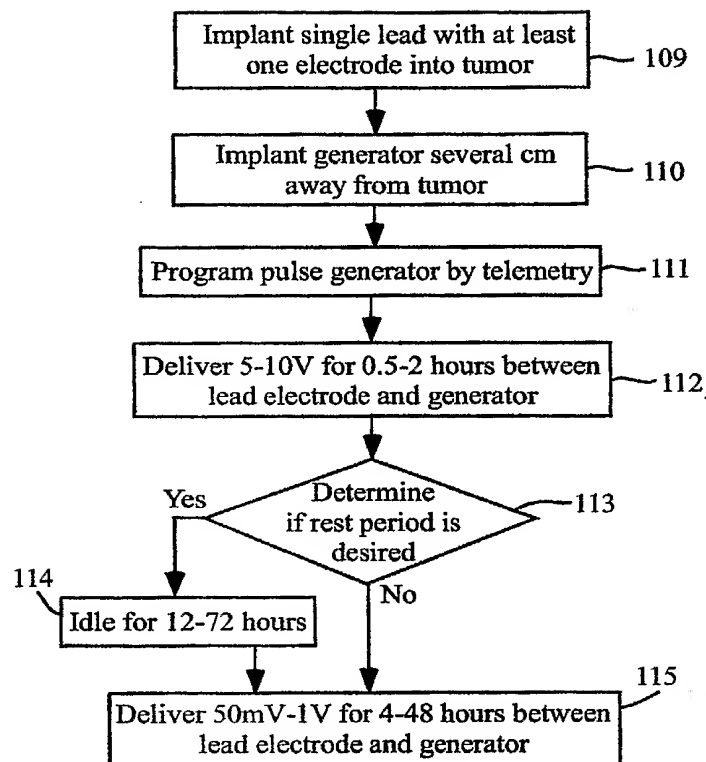 Implant single lead with at least
one electrode into tumor
109
Implant generator several cm
away from tumor
110
Program pulse generator by telemetry
111
Deliver 5-10V for 0.5-2 hours between
lead electrode and generator
112
Determine
if rest period is
desired
113
Yes
No
114
Idle for 12-72 hours
115
Deliver 50mV-1V for 4-48 hours between
lead electrode and generator